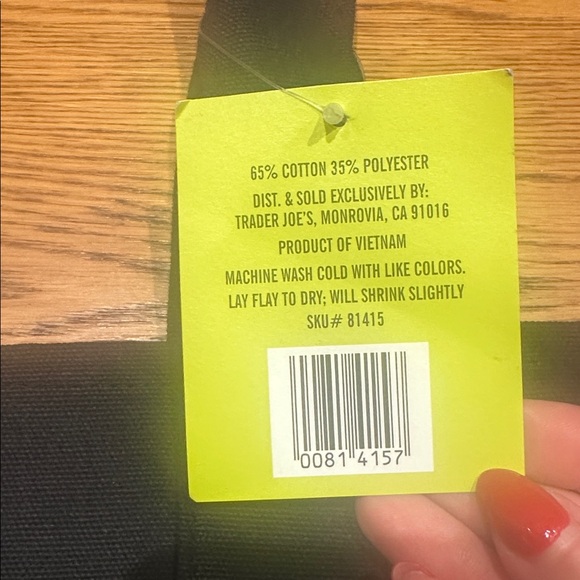 65% COTTON 35% POLYESTER
DIST. & SOLD EXCLUSIVELY BY:
TRADER JOE'S, MONROVIA, CA 91016
PRODUCT OF VIETNAM
MACHINE WASH COLD WITH LIKE COLORS.
LAY FLAY TO DRY; WILL SHRINK SLIGHTLY
SKU# 81415
0081 4157